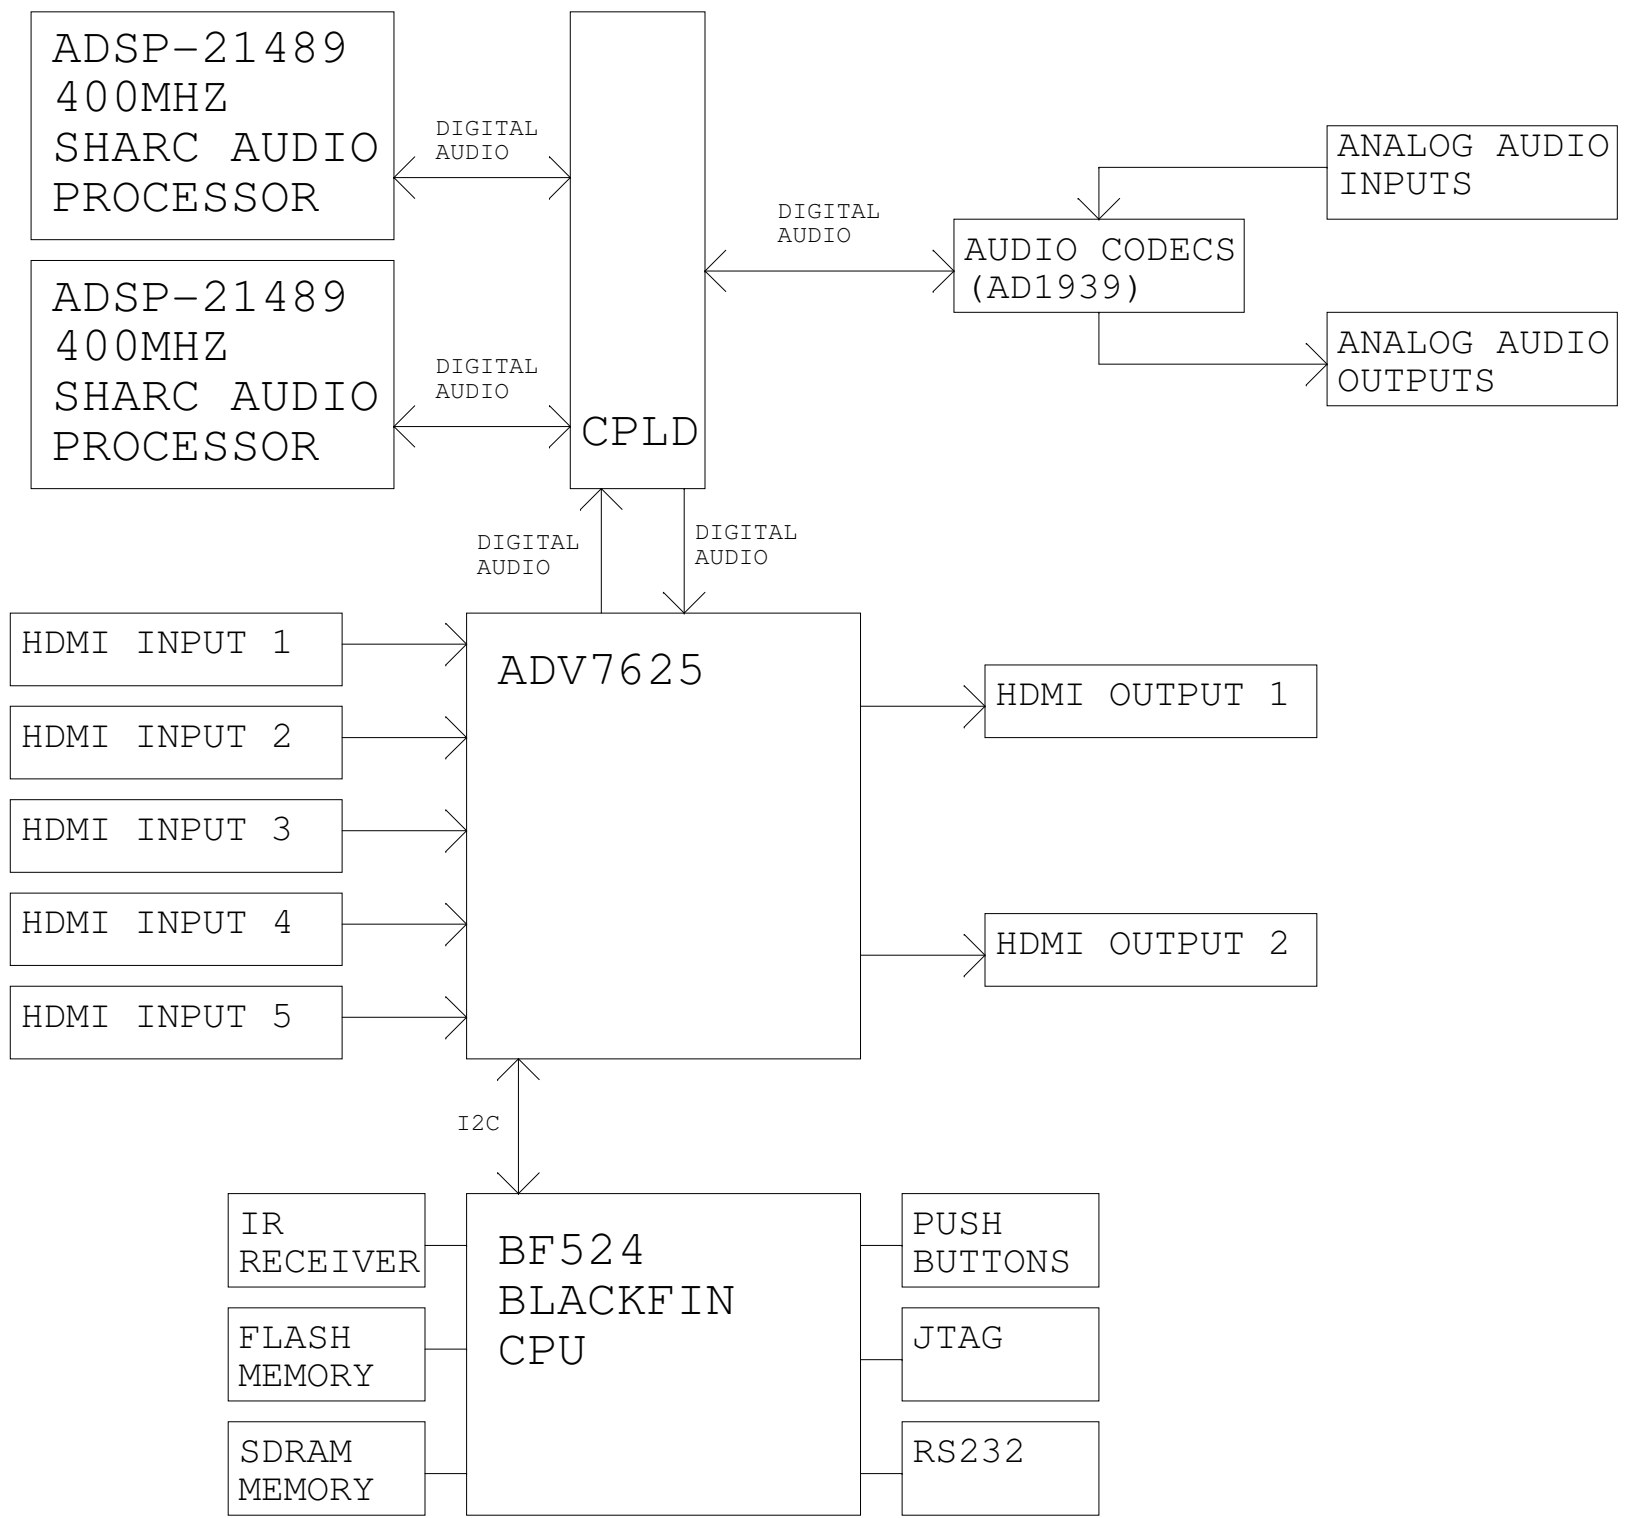 ADSP-21489
400MHZ
SHARC AUDIO
PROCESSOR
DIGITAL
AUDIO
ADSP-21489
400MHZ
SHARC AUDIO
PROCESSOR
DIGITAL
AUDIO
CPLD
DIGITAL
AUDIO
AUDIO CODECS
(AD1939)
ANALOG AUDIO
INPUTS
ANALOG AUDIO
OUTPUTS
DIGITAL
AUDIO
DIGITAL
AUDIO
HDMI INPUT 1
HDMI INPUT 2
HDMI INPUT 3
HDMI INPUT 4
HDMI INPUT 5
ADV7625
HDMI OUTPUT 1
HDMI OUTPUT 2
I2C
IR
RECEIVER
FLASH
MEMORY
SDRAM
MEMORY
BF524
BLACKFIN
CPU
PUSH
BUTTONS
JTAG
RS232